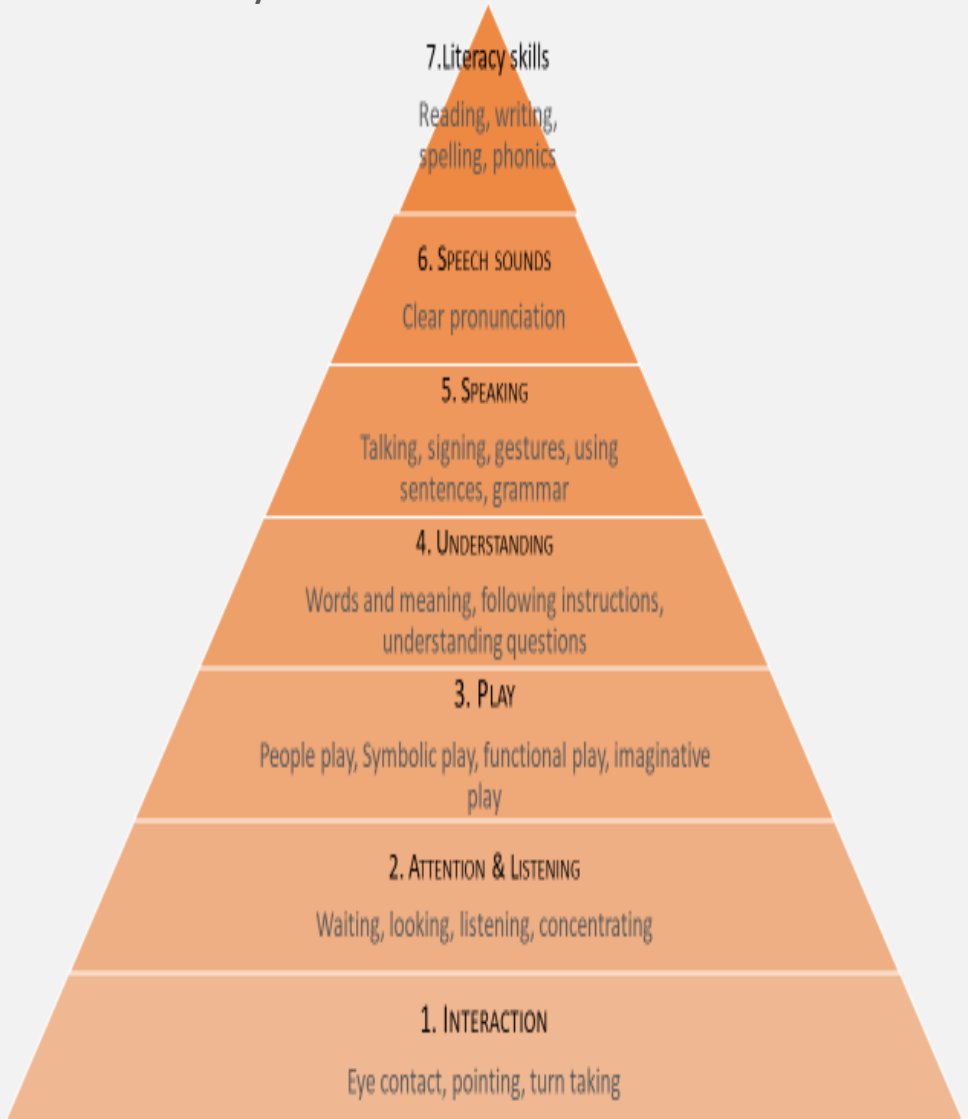 7.Literacy skills
Reading, writing,
spelling, phonics
6. SPEECH SOUNDS
Clear pronunciation
5. SPEAKING
Talking, signing, gestures, using
sentences, grammar
4. UNDERSTANDING
Words and meaning, following instructions,
understanding questions
3. PLAY
People play, Symbolic play, functional play, imaginative
play
2. ATTENTION & LISTENING
Waiting, looking, listening, concentrating
1. INTERACTION
Eye contact, pointing, turn taking